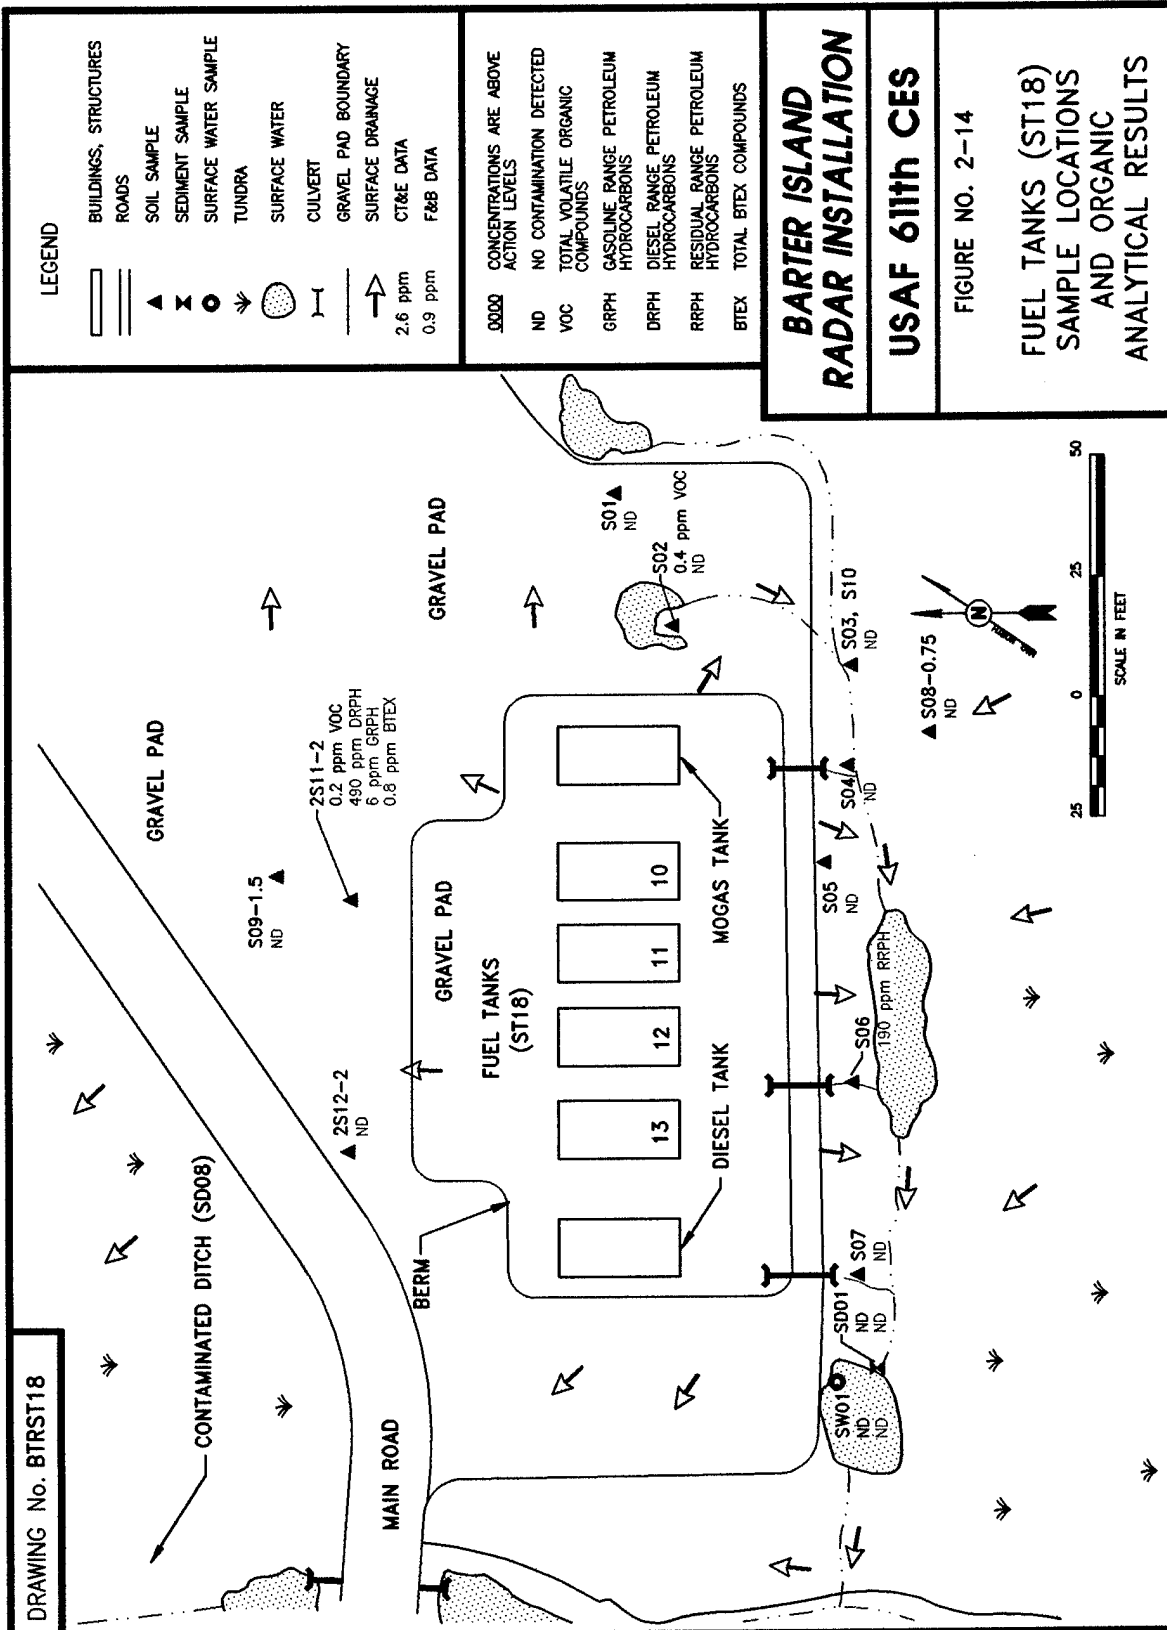 DRAWING No. BTRST18
CONTAMINATED DITCH (SD08)
MAIN ROAD
GRAVEL PAD
S09-1.5
ND
2S11-2
0.2 ppm VOC
490 ppm DRPH
6 ppm GRPH
0.8 ppm BTEX
2S12-2
ND
BERM
GRAVEL PAD
FUEL TANKS
(ST18)
13
12
11
10
DIESEL TANK
MOGAS TANK
GRAVEL PAD
S01
ND
S02
0.4 ppm VOC
ND
S03, S10
ND
S04
ND
S05
ND
S06
190 ppm RRPH
S07
ND
SD01
ND
ND
SW01
ND
ND
S08-0.75
ND
N
25
0
25
50
SCALE IN FEET
LEGEND
BUILDINGS, STRUCTURES
ROADS
SOIL SAMPLE
SEDIMENT SAMPLE
SURFACE WATER SAMPLE
TUNDRA
SURFACE WATER
CULVERT
GRAVEL PAD BOUNDARY
SURFACE DRAINAGE
2.6 ppm CT&E DATA
0.9 ppm F&B DATA
0000 CONCENTRATIONS ARE ABOVE
ACTION LEVELS
ND NO CONTAMINATION DETECTED
VOC TOTAL VOLATILE ORGANIC
COMPOUNDS
GRPH GASOLINE RANGE PETROLEUM
HYDROCARBONS
DRPH DIESEL RANGE PETROLEUM
HYDROCARBONS
RRPH RESIDUAL RANGE PETROLEUM
HYDROCARBONS
BTEX TOTAL BTEX COMPOUNDS
BARTER ISLAND
RADAR INSTALLATION
USAF 611th CES
FIGURE NO. 2-14
FUEL TANKS (ST18)
SAMPLE LOCATIONS
AND ORGANIC
ANALYTICAL RESULTS